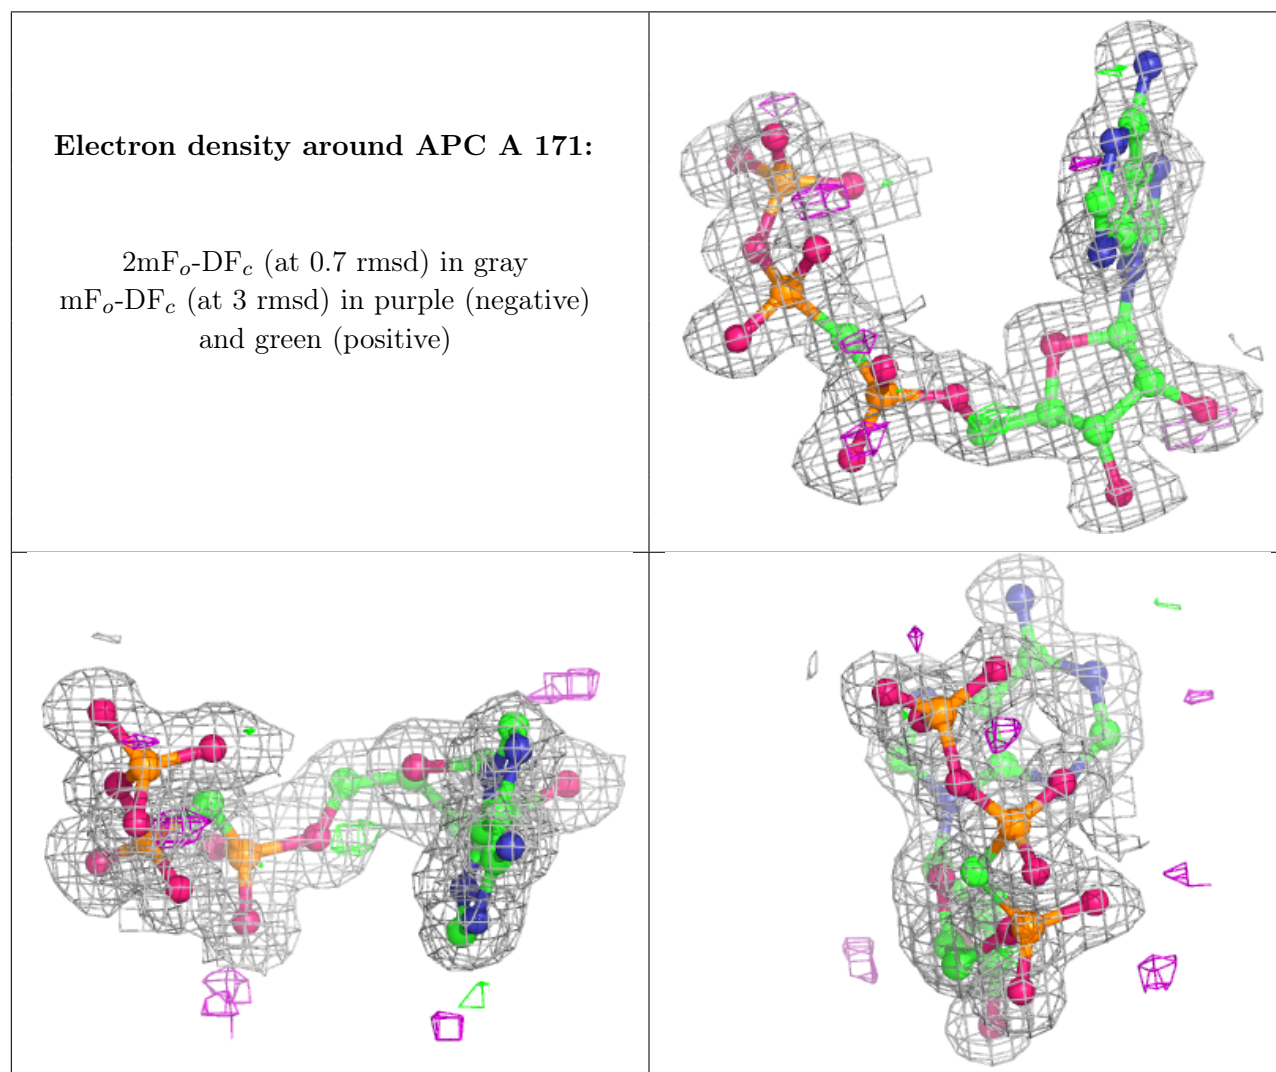 Electron density around APC A 171:
2mFₒ-DF𝒸 (at 0.7 rmsd) in gray
mFₒ-DF𝒸 (at 3 rmsd) in purple (negative)
and green (positive)